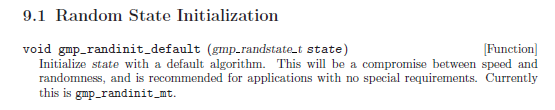 9.1 Random State Initialization
void gmp_randinit_default (gmp_randstate_t state) [Function]
Initialize state with a default algorithm. This will be a compromise between speed and
randomness, and is recommended for applications with no special requirements. Currently
this is gmp_randinit_mt.